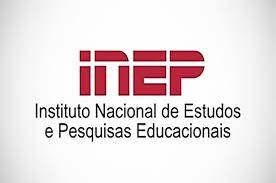 INEP
Instituto Nacional de Estudos
e Pesquisas Educacionais